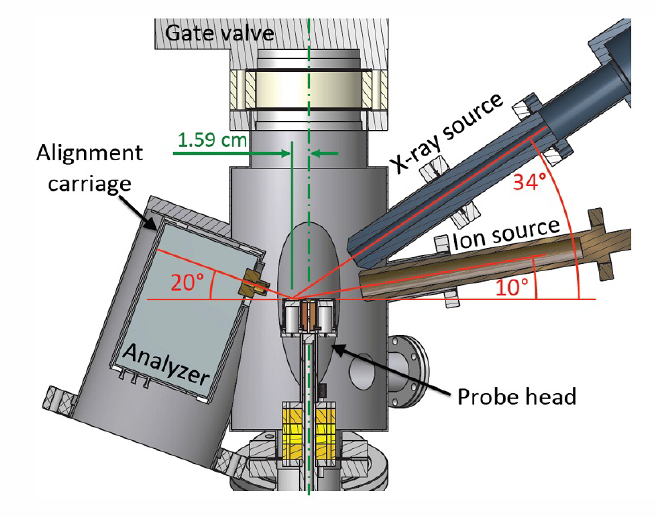 Gate valve
1.59 cm
Alignment
carriage
X-ray source
34°
Ion source
20°
10°
Analyzer
Probe head